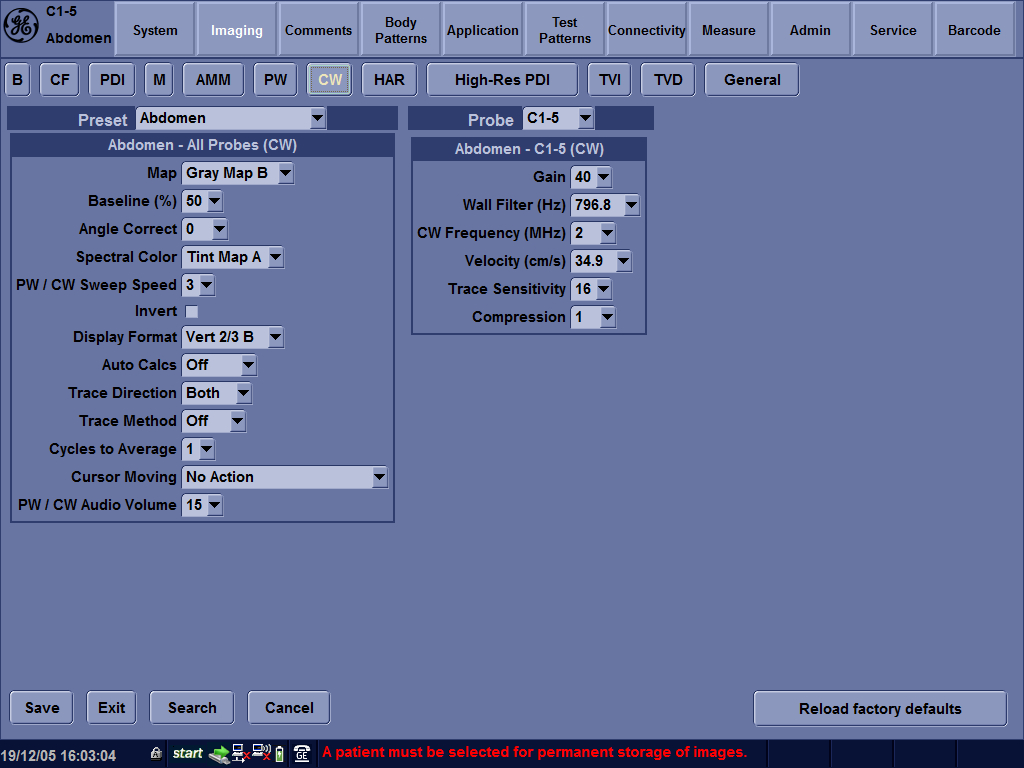 C1-5
Abdomen
System
Imaging
Comments
Body
Patterns
Application
Test
Patterns
Connectivity
Measure
Admin
Service
Barcode
B
CF
PDI
M
AMM
PW
CW
HAR
High-Res PDI
TVI
TVD
General
Preset Abdomen
Probe C1-5
Abdomen - All Probes (CW)
Map Gray Map B
Baseline (%) 50
Angle Correct 0
Spectral Color Tint Map A
PW / CW Sweep Speed 3
Invert
Display Format Vert 2/3 B
Auto Calcs Off
Trace Direction Both
Trace Method Off
Cycles to Average 1
Cursor Moving No Action
PW / CW Audio Volume 15
Abdomen - C1-5 (CW)
Gain 40
Wall Filter (Hz) 796.8
CW Frequency (MHz) 2
Velocity (cm/s) 34.9
Trace Sensitivity 16
Compression 1
Save
Exit
Search
Cancel
Reload factory defaults
19/12/05 16:03:04
start
GE
A patient must be selected for permanent storage of images.